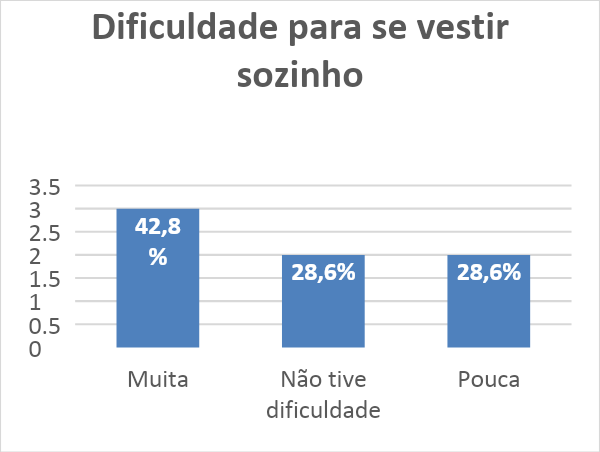 Dificuldade para se vestir
sozinho
3.5
3
2.5
2
1.5
1
0.5
0
42,8
%
28,6%
28,6%
Muita
Não tive
dificuldade
Pouca